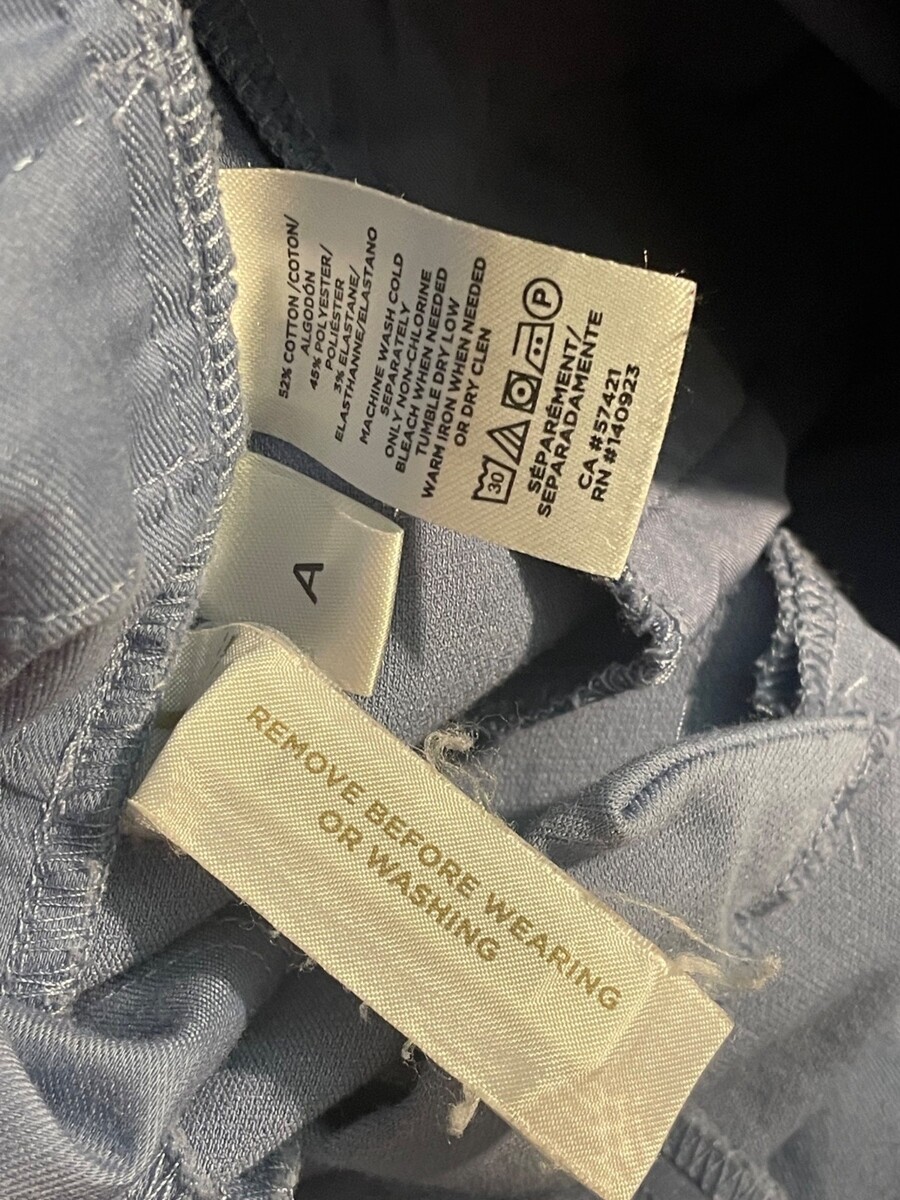 52% COTTON /COTON/
ALGODÓN
45% POLYESTER/
POLIÉSTER
3% ELASTANE/
ELASTHANNE/ELASTANO
MACHINE WASH COLD
SEPARATELY
ONLY NON-CHLORINE
BLEACH WHEN NEEDED
TUMBLE DRY LOW
WARM IRON WHEN NEEDED
OR DRY CLEN
30 P
SÉPARÉMENT/
SEPARADAMENTE
CA #57421
RN #140923
A
REMOVE BEFORE WEARING
OR WASHING